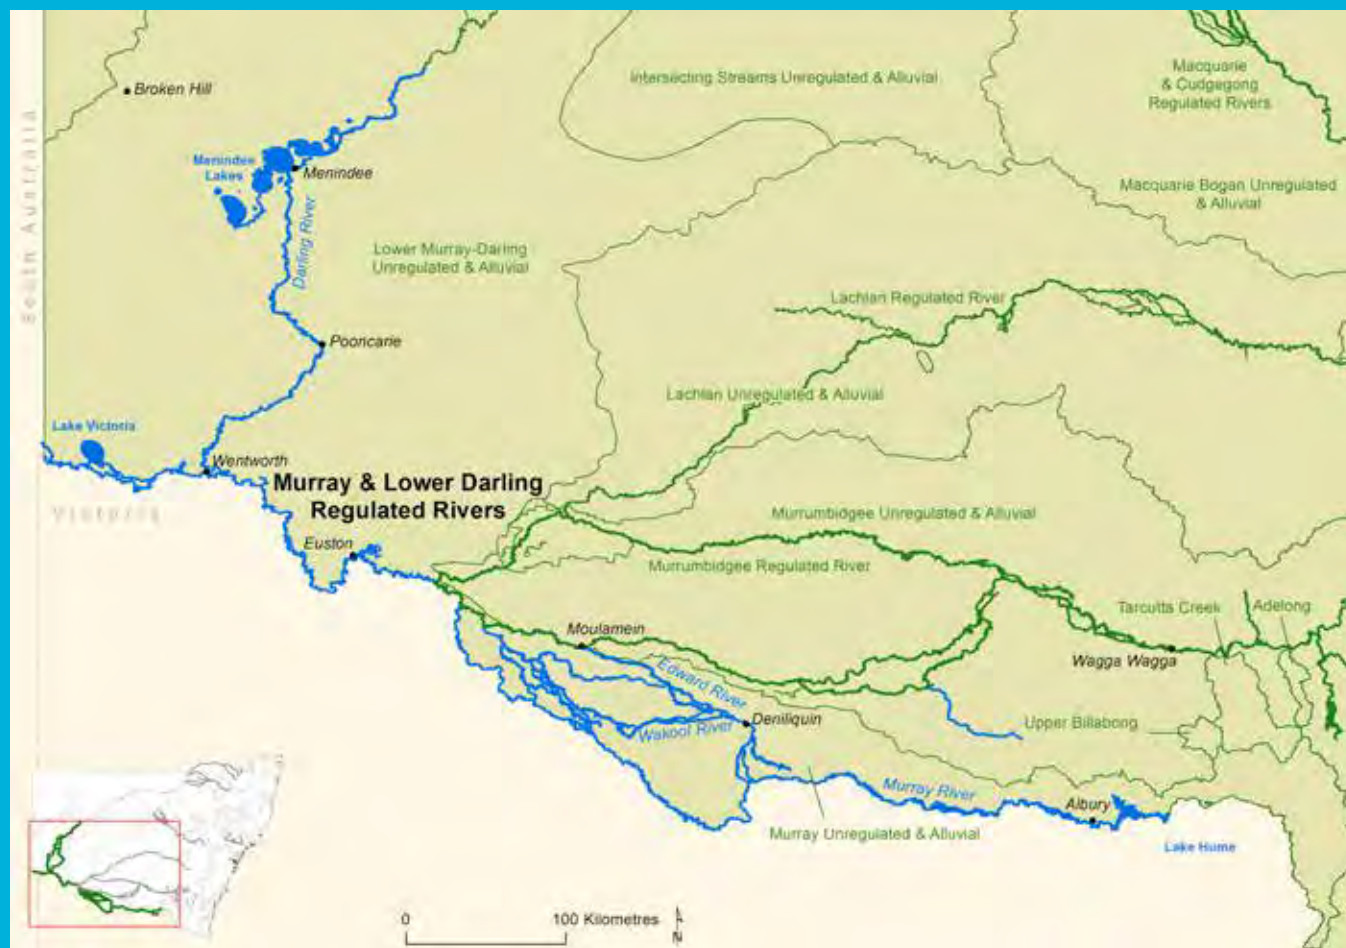 Broken Hill
Intersecting Streams Unregulated & Alluvial
Macquarie
& Cudgegong
Regulated Rivers
South Australia
Menindee
Lakes
Menindee
Macquarie Bogan Unregulated
& Alluvial
Darling River
Lower Murray-Darling
Unregulated & Alluvial
Lachlan Regulated River
Pooncarie
Lachlan Unregulated & Alluvial
Lake Victoria
Wentworth
Murray & Lower Darling
Regulated Rivers
Victoria
Murrumbidgee Unregulated & Alluvial
Euston
Murrumbidgee Regulated River
Tarcutta Creek
Adelong
Moulamein
Wagga Wagga
Edward River
Deniliquin
Wakool River
Upper Billabong
Murray River
Albury
Murray Unregulated & Alluvial
Lake Hume
0
100 Kilometres
N